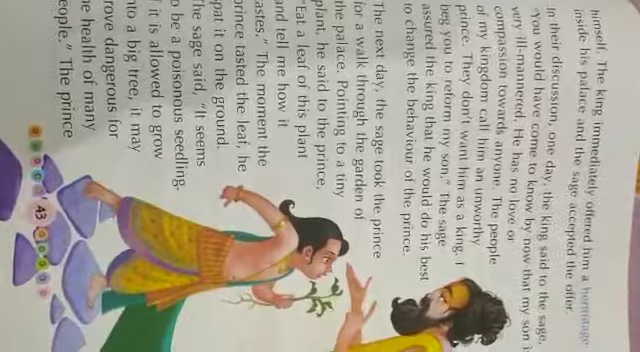 himself. The king immediately offered him a hermitage
inside his palace and the sage accepted the offer.
In their discussion, one day, the king said to the sage,
"You would have come to know by now that my son i
very ill-mannered. He has no love or
compassion towards anyone. The people
of my kingdom call him an unworthy
prince. They don't want him as a king. I
beg you to reform my son." The sage
assured the king that he would do his best
to change the behaviour of the prince.
The next day, the sage took the prince
for a walk through the garden of
the palace. Pointing to a tiny
plant, he said to the prince,
"Eat a leaf of this plant
and tell me how it
tastes." The moment the
prince tasted the leaf, he
spat it on the ground.
The sage said, "It seems
to be a poisonous seedling.
f it is allowed to grow
nto a big tree, it may
rove dangerous for
he health of many
eople." The prince
43